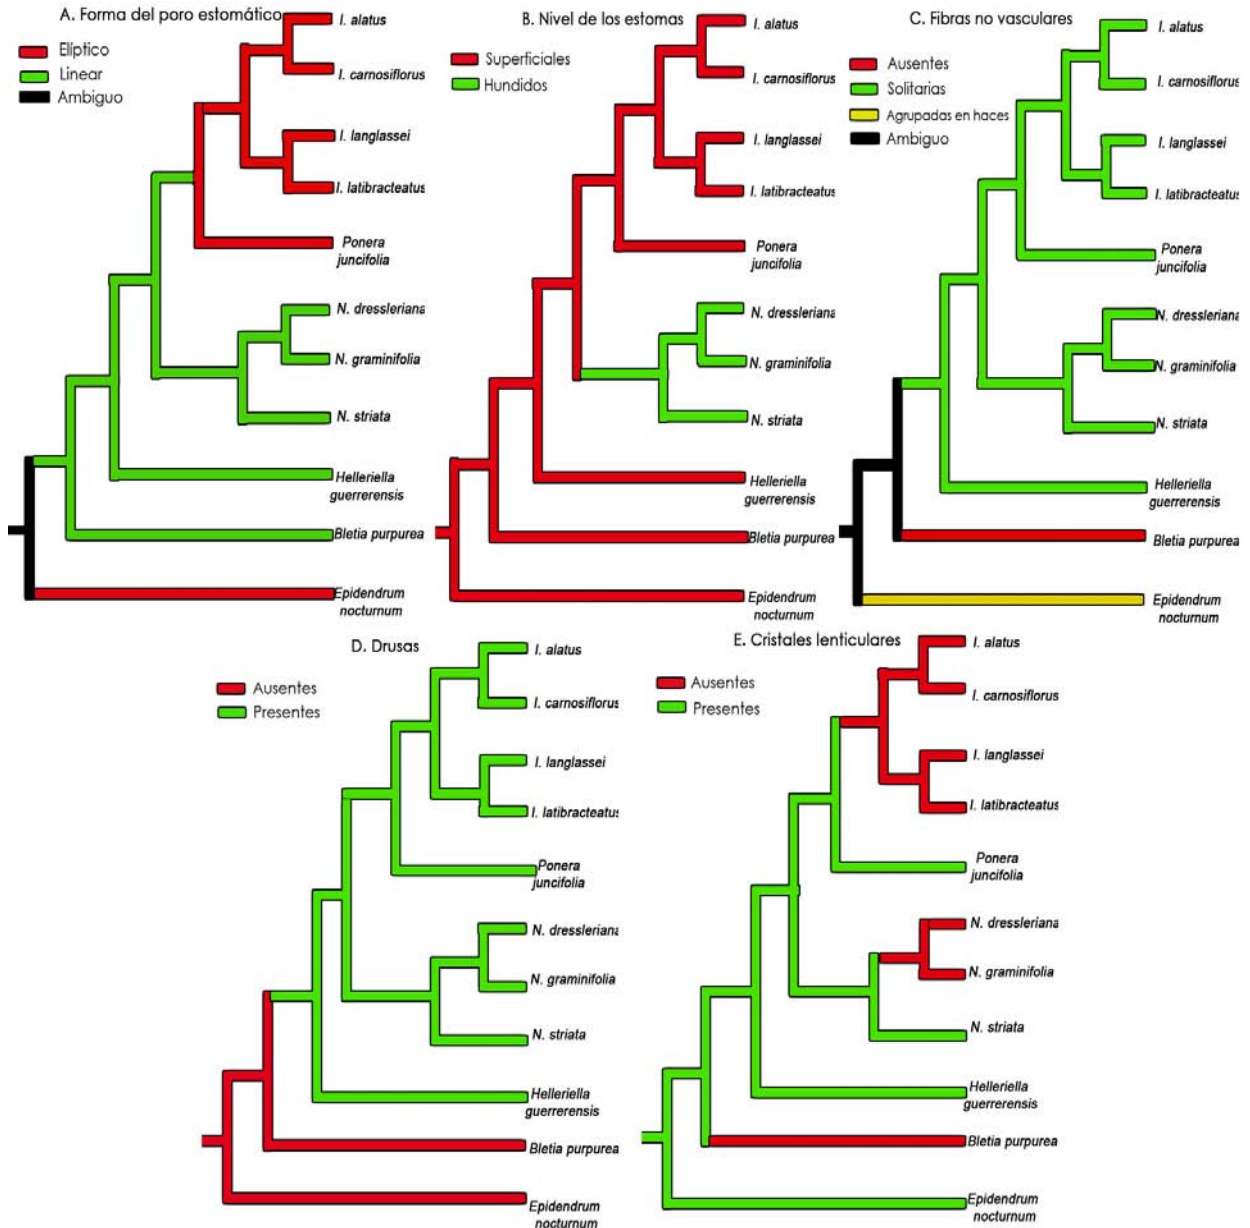 A. Forma del poro estomático
Elíptico
Linear
Ambiguo
I. alatus
I. carnosiflorus
I. langlassei
I. latibracteatus
Ponera
juncifolia
N. dressleriana
N. graminifolia
N. striata
Helleriella
guerrerensis
Bletia purpurea
Epidendrum
nocturnum
B. Nivel de los estomas
Superficiales
Hundidos
I. alatus
I. carnosiflorus
I. langlassei
I. latibracteatus
Ponera
juncifolia
N. dressleriana
N. graminifolia
N. striata
Helleriella
guerrerensis
Bletia purpurea
Epidendrum
nocturnum
C. Fibras no vasculares
Ausentes
Solitarias
Agrupadas en haces
Ambiguo
I. alatus
I. carnosiflorus
I. langlassei
I. latibracteatus
Ponera
juncifolia
N. dressleriana
N. graminifolia
N. striata
Helleriella
guerrerensis
Bletia purpurea
Epidendrum
nocturnum
D. Drusas
Ausentes
Presentes
I. alatus
I. carnosiflorus
I. langlassei
I. latibracteatus
Ponera
juncifolia
N. dressleriana
N. graminifolia
N. striata
Helleriella
guerrerensis
Bletia purpurea
Epidendrum
nocturnum
E. Cristales lenticulares
Ausentes
Presentes
I. alatus
I. carnosiflorus
I. langlassei
I. latibracteatus
Ponera
juncifolia
N. dressleriana
N. graminifolia
N. striata
Helleriella
guerrerensis
Bletia purpurea
Epidendrum
nocturnum